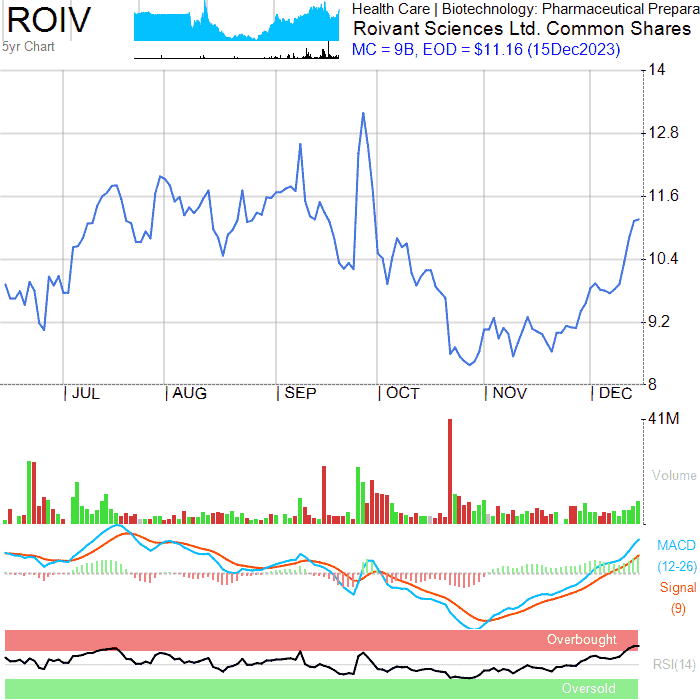 ROIV
5yr Chart
Health Care | Biotechnology: Pharmaceutical Prepara
Roivant Sciences Ltd. Common Shares
MC = 9B, EOD = $11.16 (15Dec2023)
14
12.8
11.6
10.4
9.2
8
JUL AUG SEP OCT NOV DEC
41M
Volume
MACD
(12-26)
Signal
(9)
Overbought
RSI(14)
Oversold